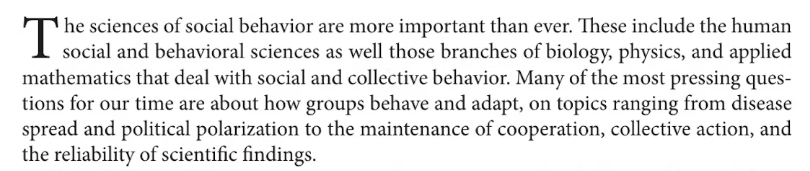 The sciences of social behavior are more important than ever. These include the human
social and behavioral sciences as well those branches of biology, physics, and applied
mathematics that deal with social and collective behavior. Many of the most pressing ques-
tions for our time are about how groups behave and adapt, on topics ranging from disease
spread and political polarization to the maintenance of cooperation, collective action, and
the reliability of scientific findings.